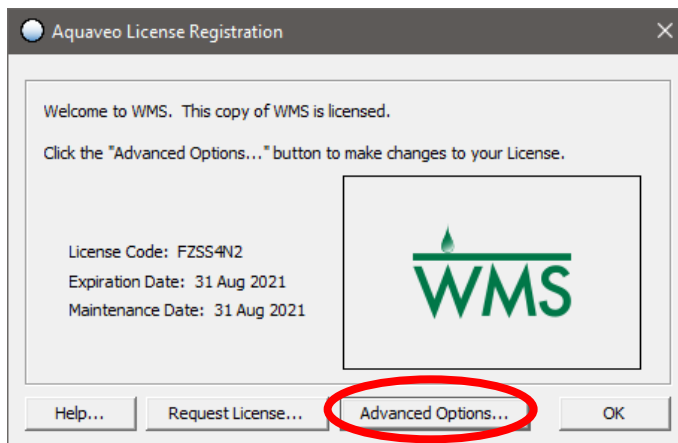 Aquaveo License Registration
Welcome to WMS. This copy of WMS is licensed.
Click the "Advanced Options..." button to make changes to your License.
License Code: FZSS4N2
Expiration Date: 31 Aug 2021
Maintenance Date: 31 Aug 2021
WMS
Help...
Request License...
Advanced Options...
OK